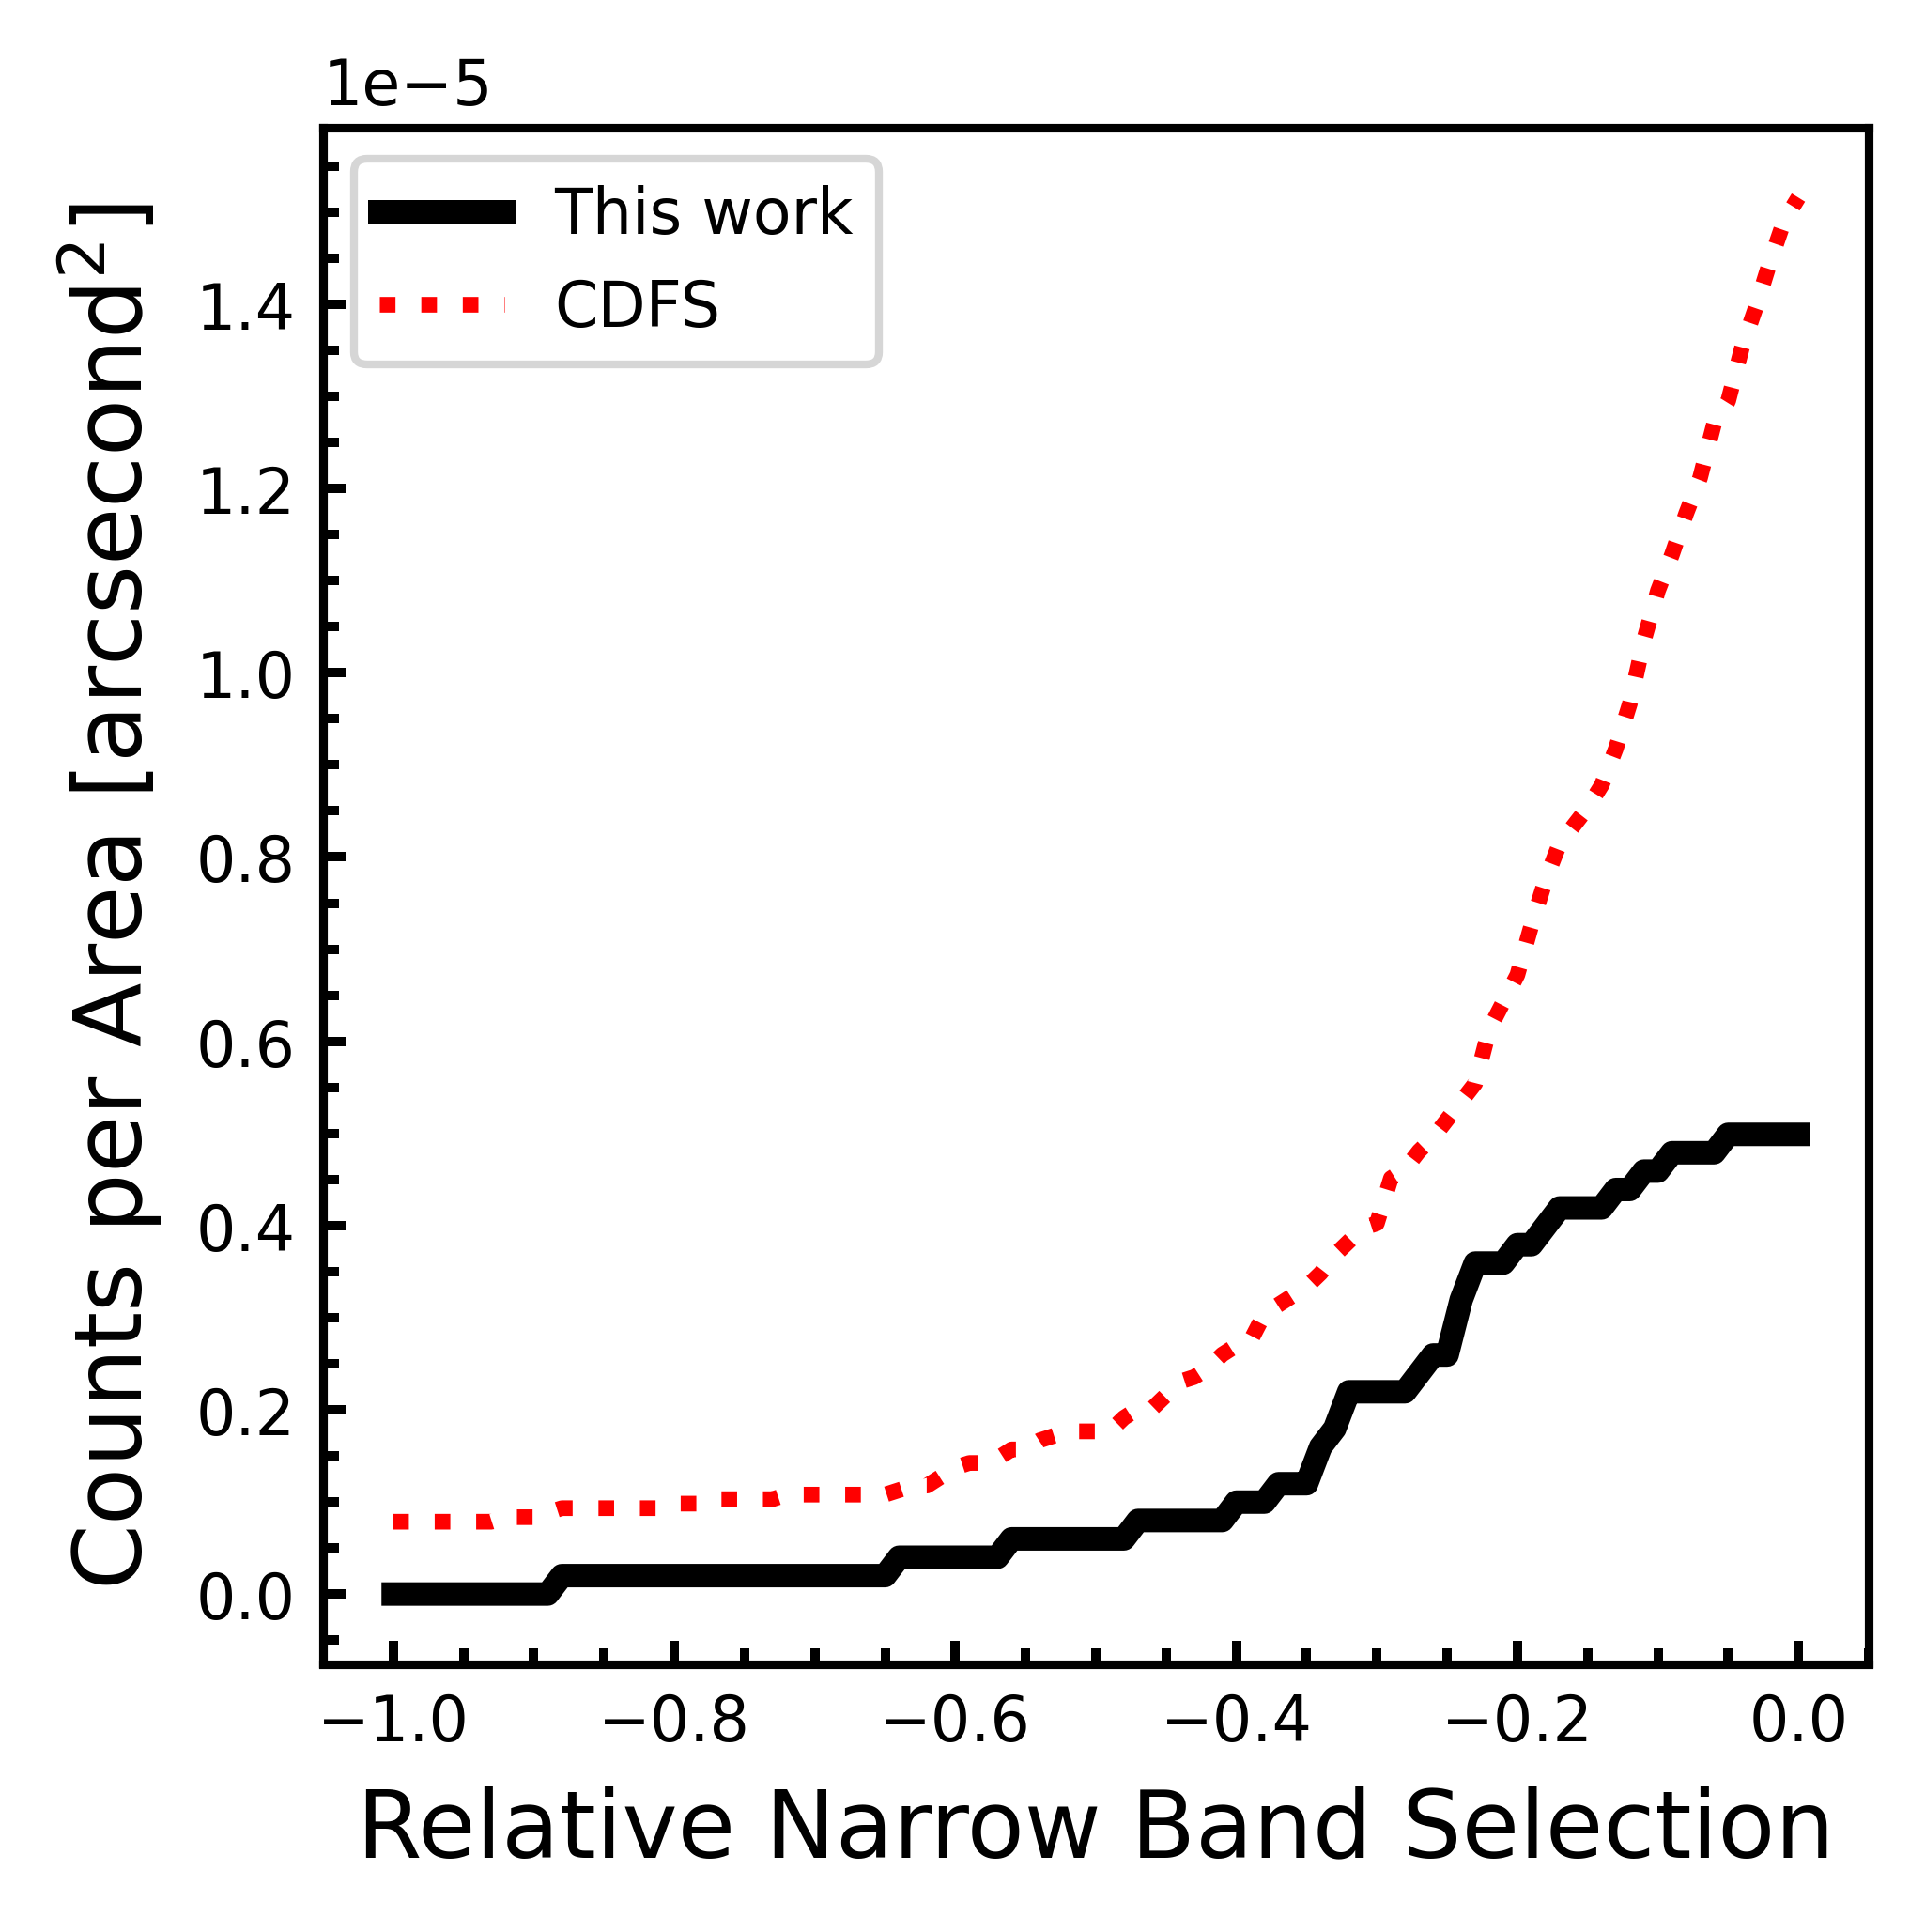 1e−5
This work
CDFS
Counts per Area [arcsecond²]
1.4
1.2
1.0
0.8
0.6
0.4
0.2
0.0
−1.0 −0.8 −0.6 −0.4 −0.2 0.0
Relative Narrow Band Selection